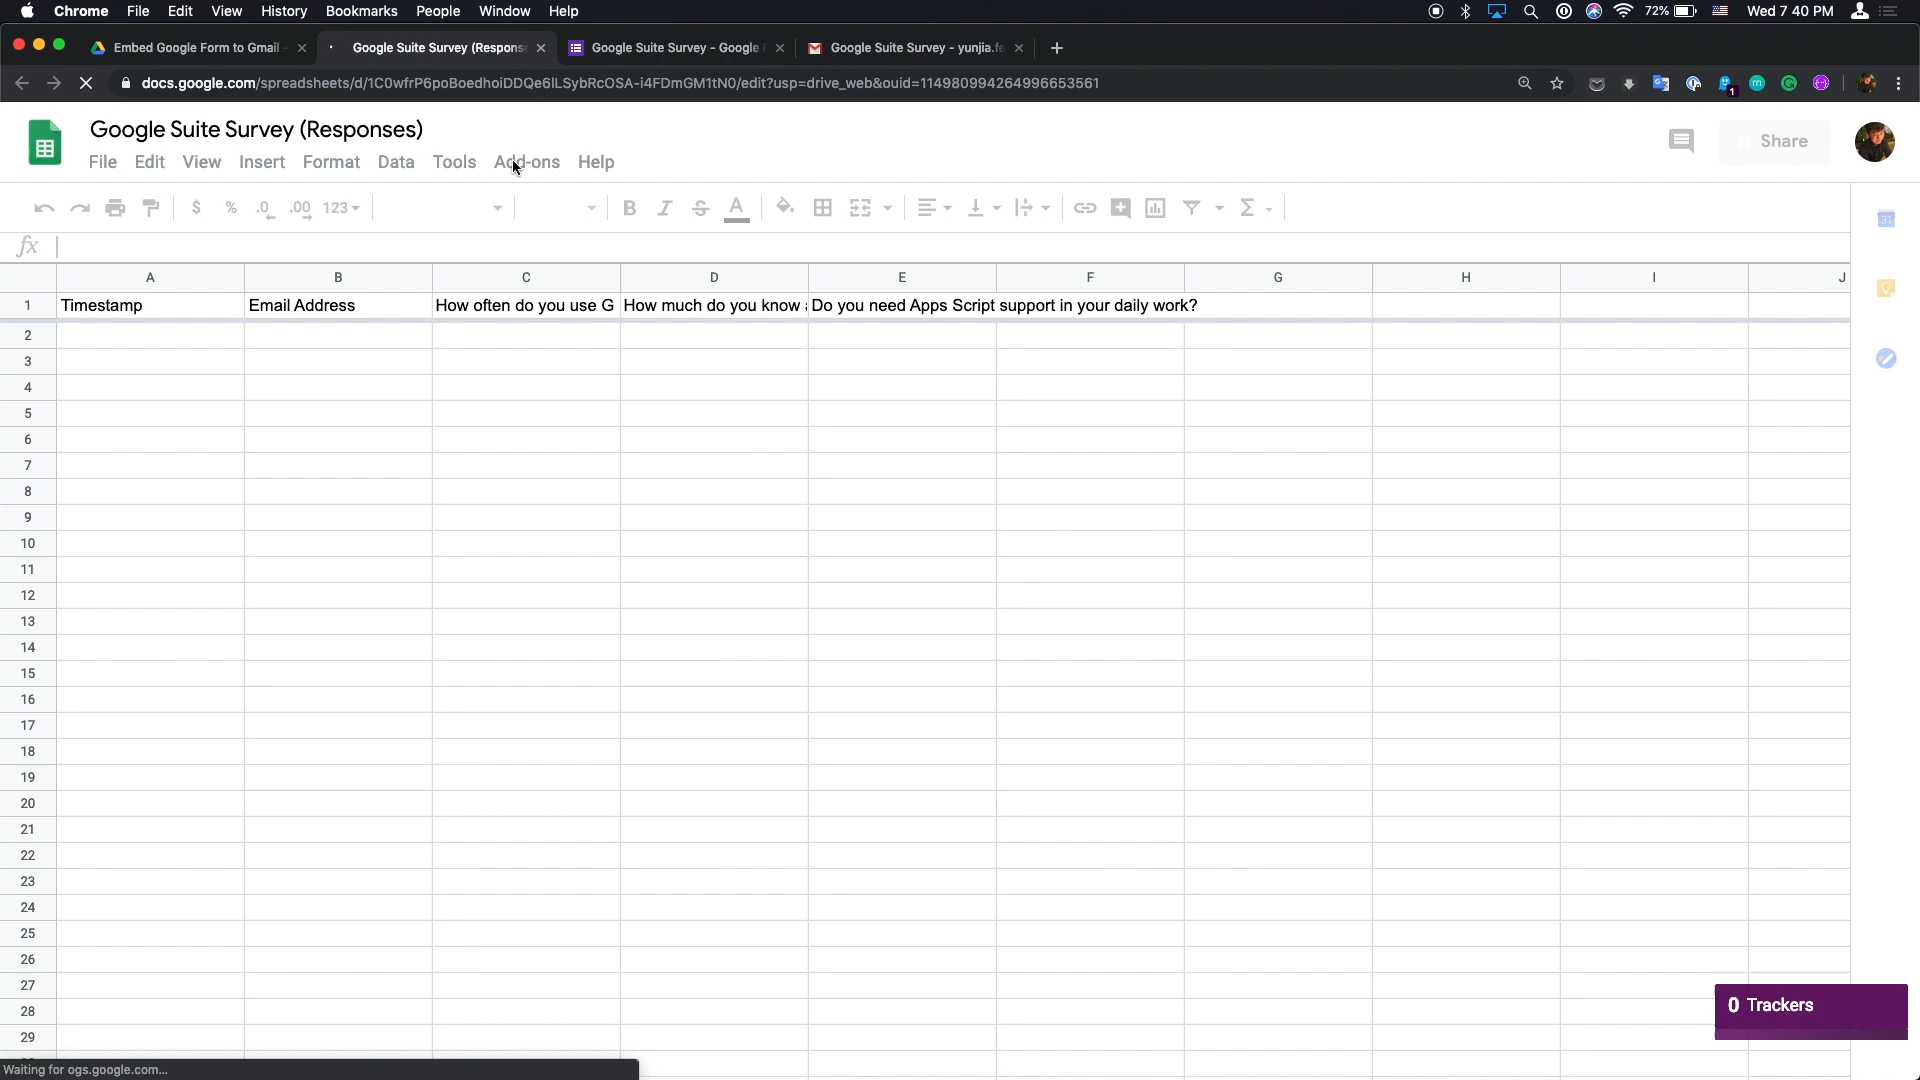 Chrome File Edit View History Bookmarks People Window Help 72% Wed 7 40 PM
Embed Google Form to Gmail Google Suite Survey (Respons Google Suite Survey - Google Google Suite Survey - yunjia.fe
docs.google.com/spreadsheets/d/1C0wfrP6poBoedhoiDDQe6lLSybRcOSA-i4FDmGM1tN0/edit?usp=drive_web&ouid=114980994264996653561
1
Google Suite Survey (Responses)
Share
File Edit View Insert Format Data Tools Add-ons Help
$ % .0 .00 123 B I S A Σ
31
fx
A B C D E F G H I J
1 Timestamp Email Address How often do you use G How much do you know Do you need Apps Script support in your daily work?
2
3
4
5
6
7
8
9
10
11
12
13
14
15
16
17
18
19
20
21
22
23
24
25
26
27
28
29
0 Trackers
Waiting for ogs.google.com...